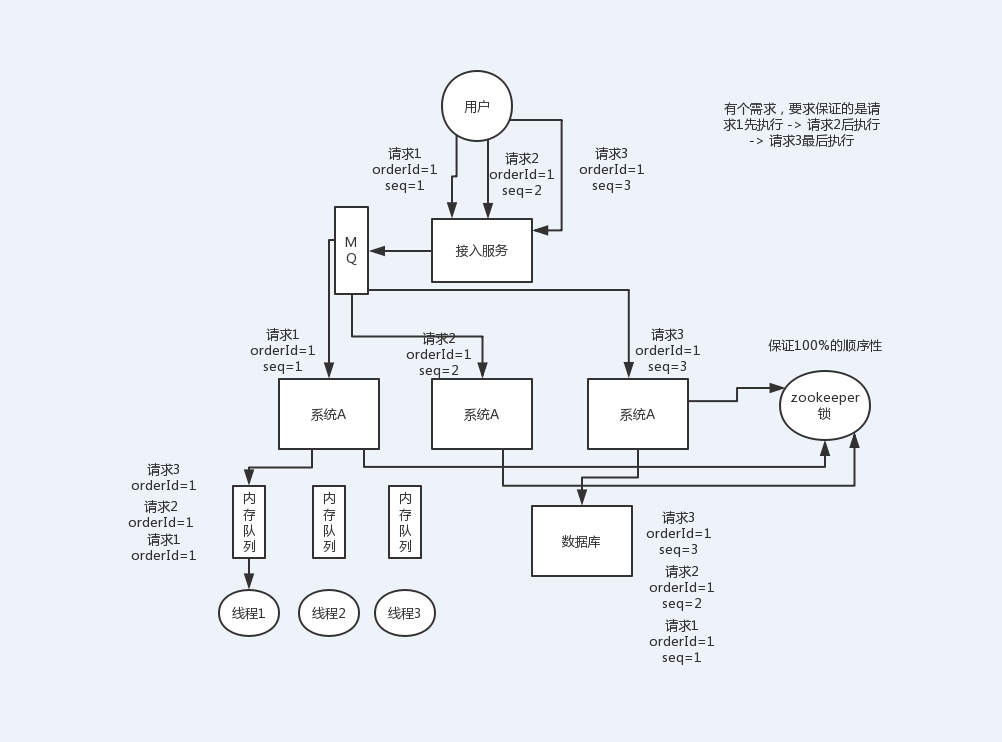 用户
有个需求，要求保证的是请
求1先执行 -> 请求2后执行
-> 请求3最后执行
请求1
orderId=1
seq=1
请求2
orderId=1
seq=2
请求3
orderId=1
seq=3
M
Q
接入服务
请求1
orderId=1
seq=1
请求2
orderId=1
seq=2
请求3
orderId=1
seq=3
保证100%的顺序性
系统A
系统A
系统A
zookeeper
锁
请求3
orderId=1
请求2
orderId=1
请求1
orderId=1
内
存
队
列
内
存
队
列
内
存
队
列
数据库
请求3
orderId=1
seq=3
请求2
orderId=1
seq=2
请求1
orderId=1
seq=1
线程1
线程2
线程3